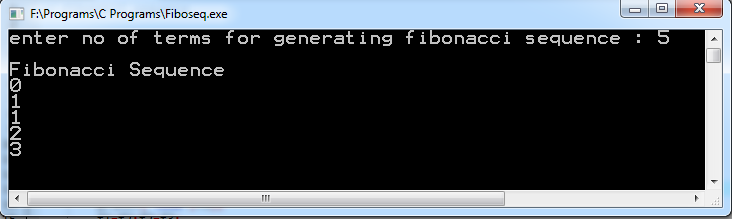 F:\Programs\C Programs\Fiboseq.exe
enter no of terms for generating fibonacci sequence : 5
Fibonacci Sequence
0
1
1
2
3